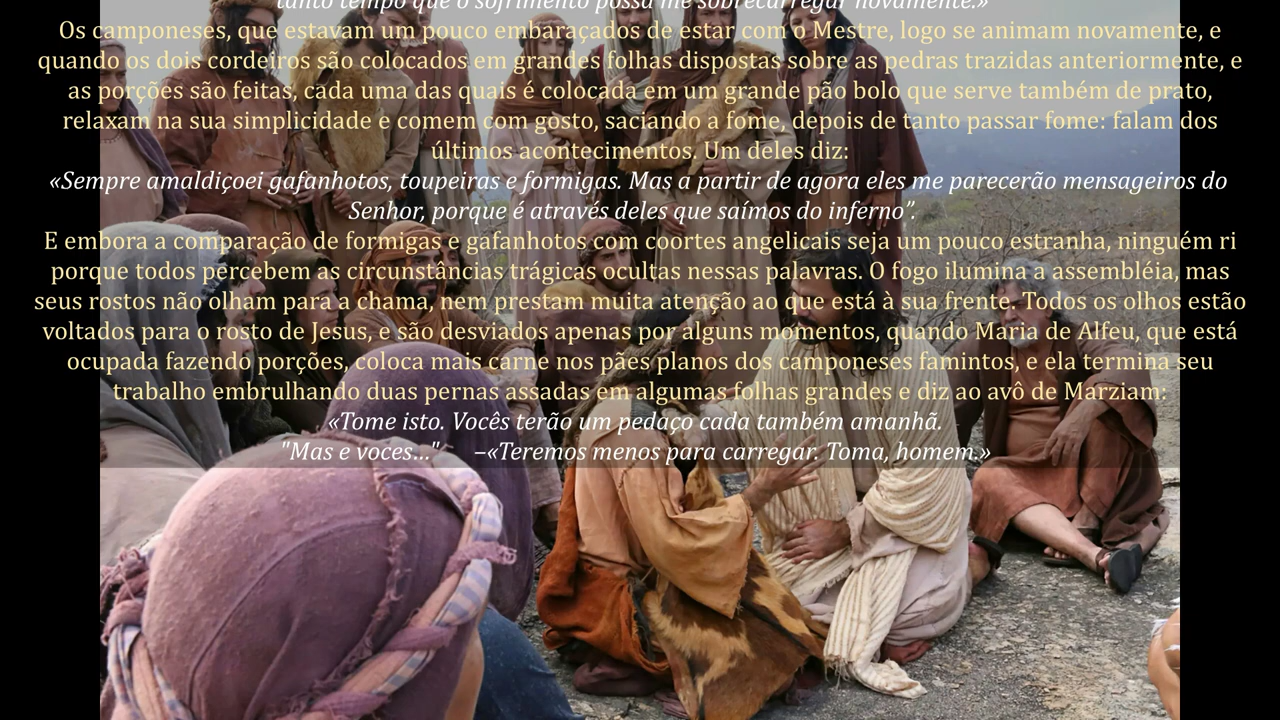 tanto tempo que o sofrimento possa me sobrecarregar novamente.»
Os camponeses, que estavam um pouco embaraçados de estar com o Mestre, logo se animam novamente, e
quando os dois cordeiros são colocados em grandes folhas dispostas sobre as pedras trazidas anteriormente, e
as porções são feitas, cada uma das quais é colocada em um grande pão bolo que serve também de prato,
relaxam na sua simplicidade e comem com gosto, saciando a fome, depois de tanto passar fome: falam dos
últimos acontecimentos. Um deles diz:
«Sempre amaldiçoei gafanhotos, toupeiras e formigas. Mas a partir de agora eles me parecerão mensageiros do
Senhor, porque é através deles que saímos do inferno”.
E embora a comparação de formigas e gafanhotos com coortes angelicais seja um pouco estranha, ninguém ri
porque todos percebem as circunstâncias trágicas ocultas nessas palavras. O fogo ilumina a assembléia, mas
seus rostos não olham para a chama, nem prestam muita atenção ao que está à sua frente. Todos os olhos estão
voltados para o rosto de Jesus, e são desviados apenas por alguns momentos, quando Maria de Alfeu, que está
ocupada fazendo porções, coloca mais carne nos pães planos dos camponeses famintos, e ela termina seu
trabalho embrulhando duas pernas assadas em algumas folhas grandes e diz ao avô de Marziam:
«Tome isto. Vocês terão um pedaço cada também amanhã.
"Mas e voces..." –«Teremos menos para carregar. Toma, homem.»